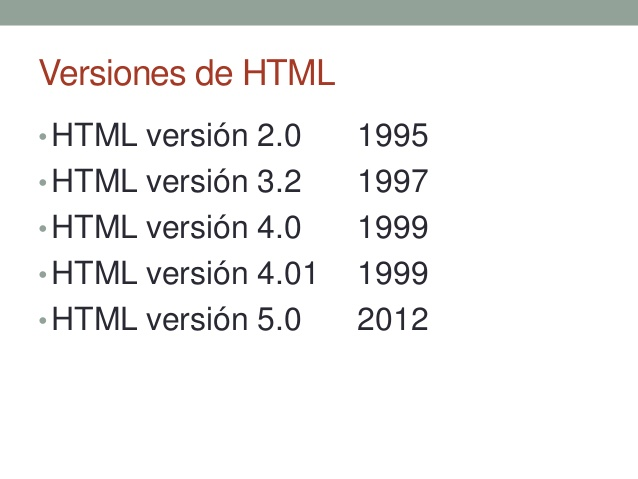 Versiones de HTML
•HTML versión 2.0 1995
•HTML versión 3.2 1997
•HTML versión 4.0 1999
•HTML versión 4.01 1999
•HTML versión 5.0 2012